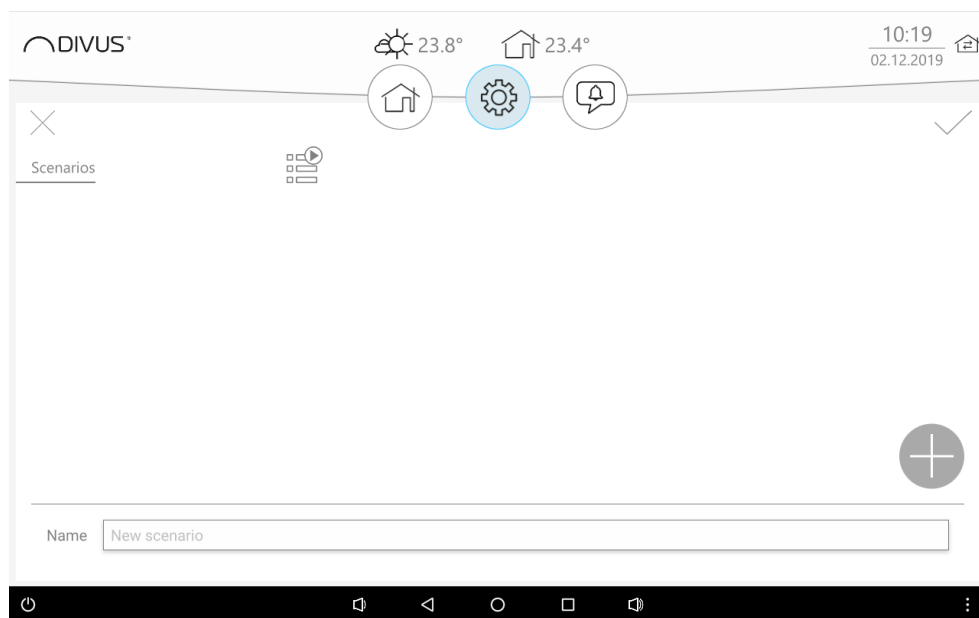 DIVUS
23.8°
23.4°
10:19
02.12.2019
Scenarios
Name
New scenario